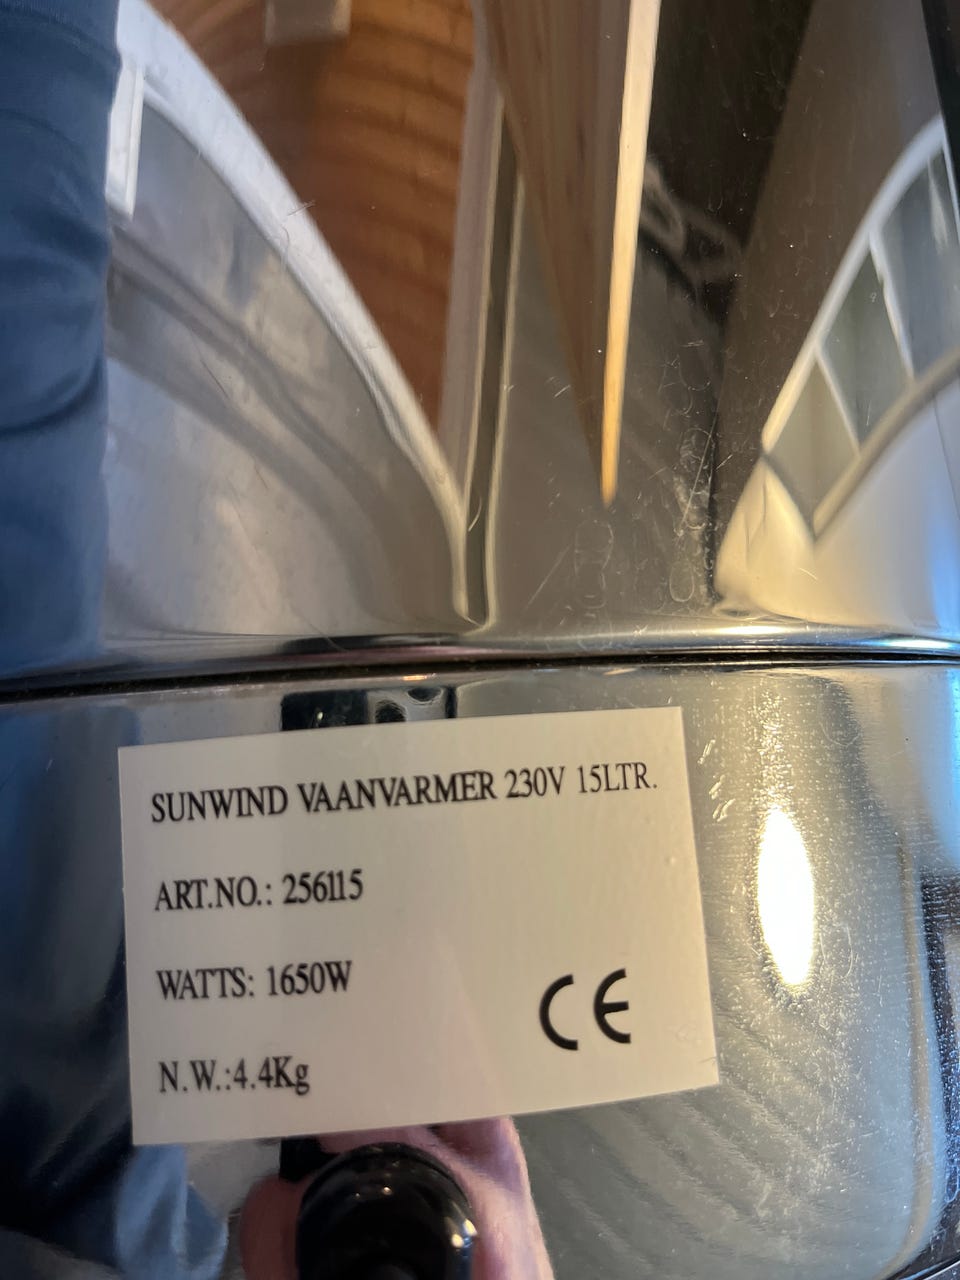 SUNWIND VAANVARMER 230V 15LTR.
ART.NO.: 256115
WATTS: 1650W
CE
N.W.:4.4Kg